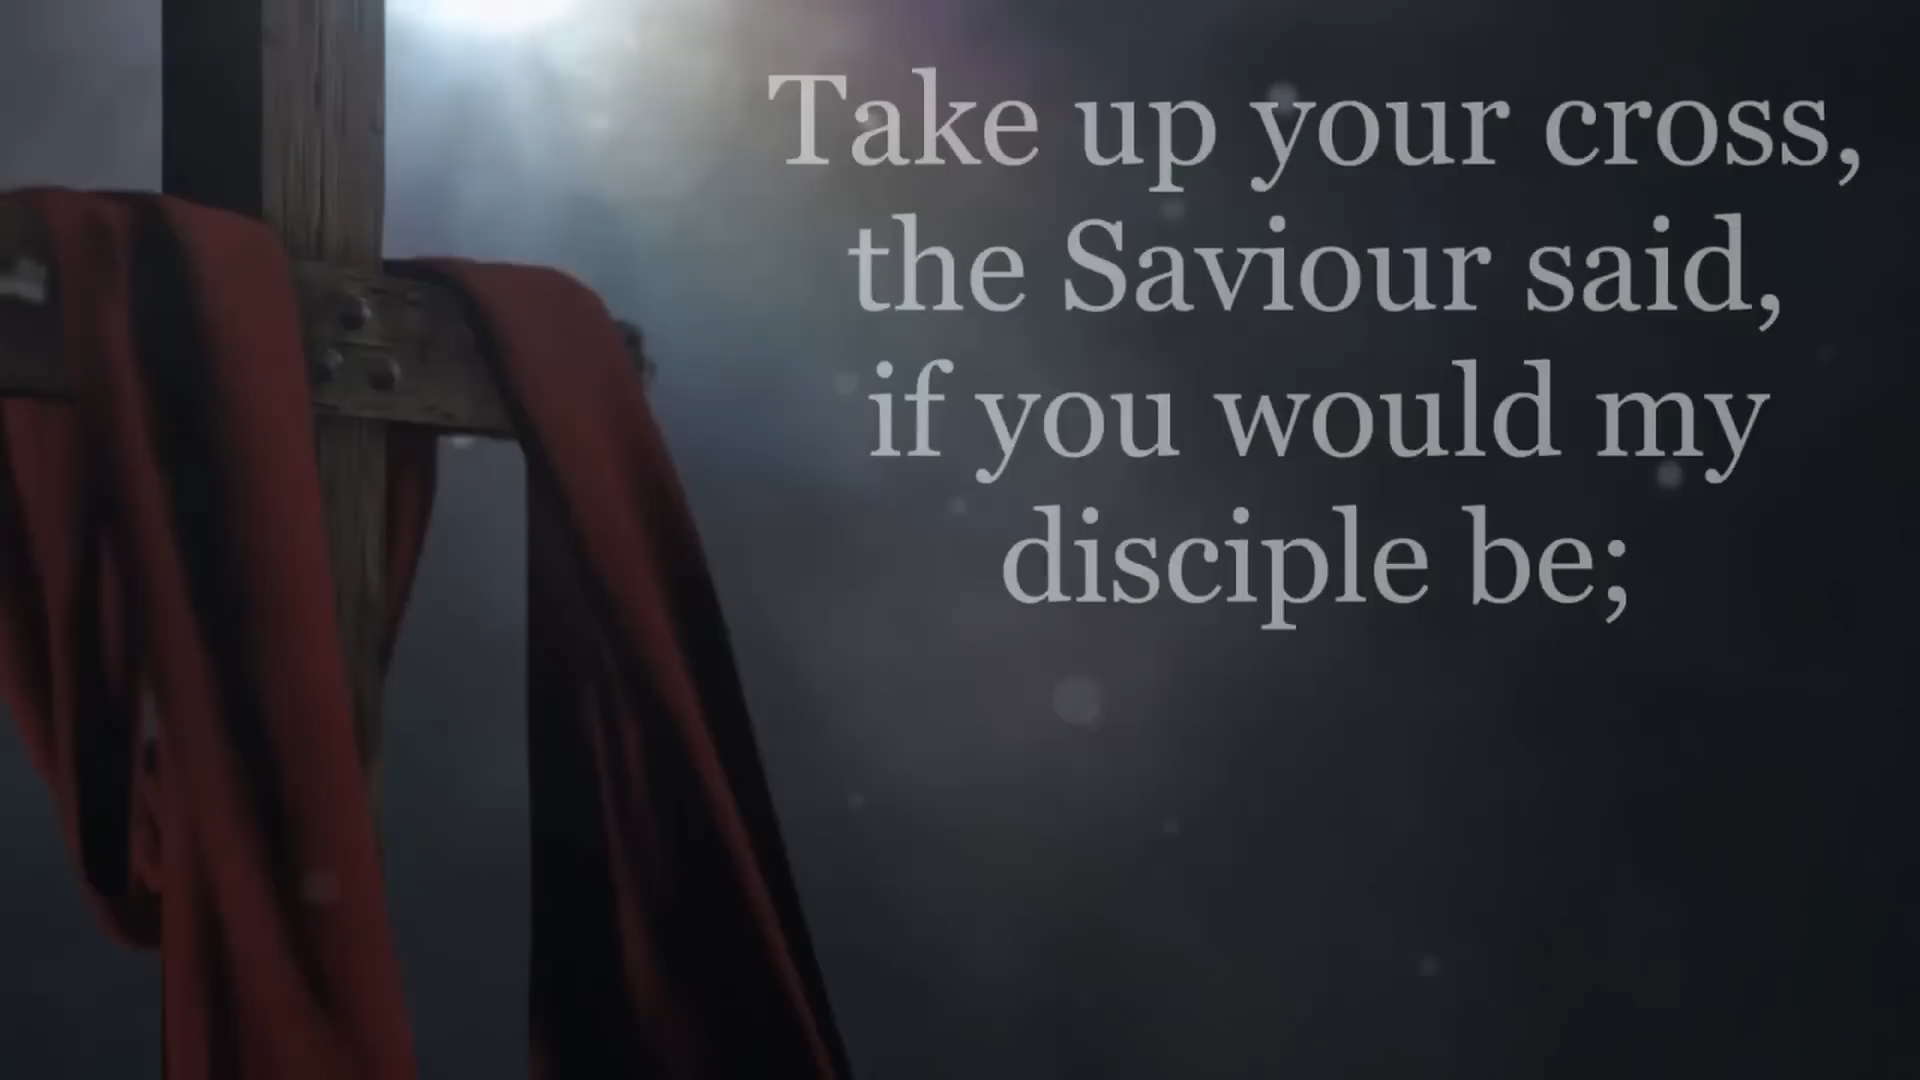 Take up your cross,
the Saviour said,
if you would my
disciple be;